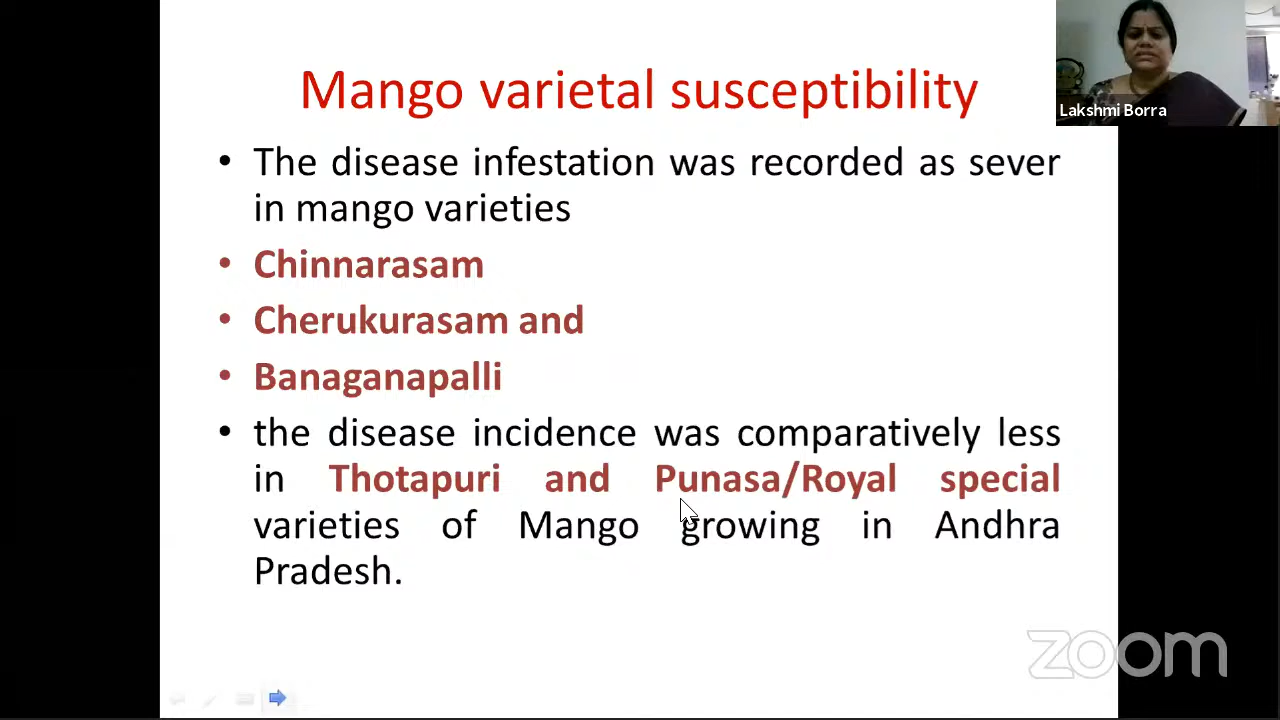 Mango varietal susceptibility
Lakshmi Borra
• The disease infestation was recorded as sever
in mango varieties
• Chinnarasam
• Cherukurasam and
• Banaganapalli
• the disease incidence was comparatively less
in Thotapuri and Punasa/Royal special
varieties of Mango growing in Andhra
Pradesh.
zoom